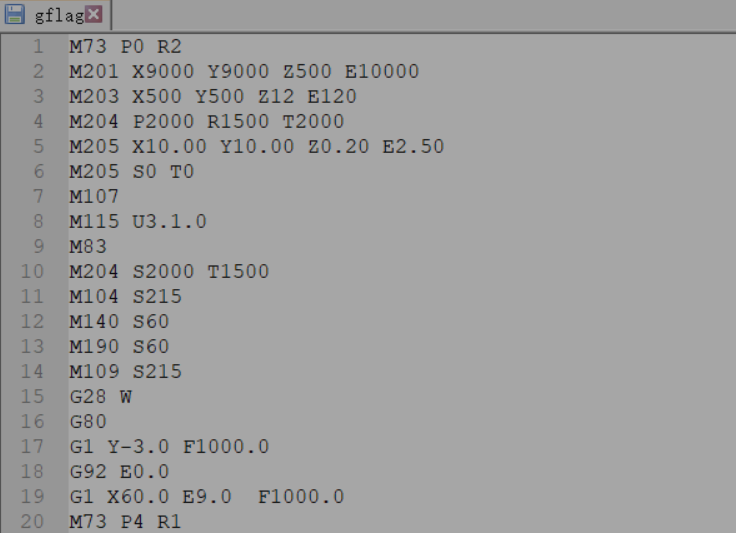 gflag
1 M73 P0 R2
2 M201 X9000 Y9000 Z500 E10000
3 M203 X500 Y500 Z12 E120
4 M204 P2000 R1500 T2000
5 M205 X10.00 Y10.00 Z0.20 E2.50
6 M205 S0 T0
7 M107
8 M115 U3.1.0
9 M83
10 M204 S2000 T1500
11 M104 S215
12 M140 S60
13 M190 S60
14 M109 S215
15 G28 W
16 G80
17 G1 Y-3.0 F1000.0
18 G92 E0.0
19 G1 X60.0 E9.0  F1000.0
20 M73 P4 R1